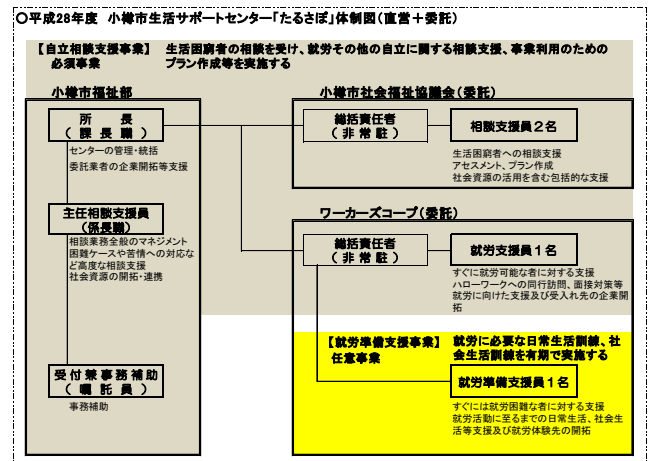 〇平成28年度 小樽市生活サポートセンター「たるさぽ」体制図(直営+委託)
【自立相談支援事業】 生活困窮者の相談を受け、就労その他の自立に関する相談支援、事業利用のための
必須事業 プラン作成等を実施する
小樽市福祉部
所 長
(課長職)
センターの管理・統括
委託業者の企業開拓等支援
主任相談支援員
(係長職)
相談業務全般のマネジメント
困難ケースや苦情への対応な
ど高度な相談支援
社会資源の開拓・連携
受付兼事務補助
(嘱託員)
事務補助
小樽市社会福祉協議会(委託)
総括責任者
(非常駐)
相談支援員2名
生活困窮者への相談支援
アセスメント、プラン作成
社会資源の活用を含む包括的な支援
ワーカーズコープ(委託)
総括責任者
(非常駐)
就労支援員1名
すぐに就労可能な者に対する支援
ハローワークへの同行訪問、面接対策等
就労に向けた支援及び受入れ先の企業開
拓
【就労準備支援事業】 就労に必要な日常生活訓練、社
任意事業 会生活訓練を有期で実施する
就労準備支援員1名
すぐには就労困難な者に対する支援
就労活動に至るまでの日常生活、社会生
活等支援及び就労体験先の開拓